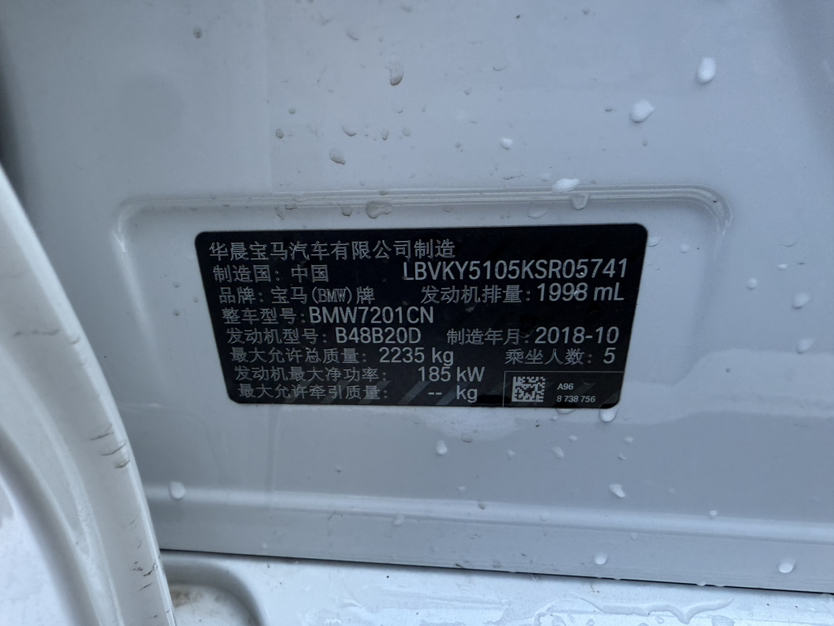 华晨宝马汽车有限公司制造
制造国: 中国 LBVKY5105KSR05741
品牌: 宝马(BMW)牌 发动机排量: 1998 mL
整车型号: BMW7201CN
发动机型号: B48B20D 制造年月: 2018-10
最大允许总质量: 2235 kg 乘坐人数: 5
发动机最大净功率: 185 kW
最大允许牵引质量: -- kg
A96
8 738 756